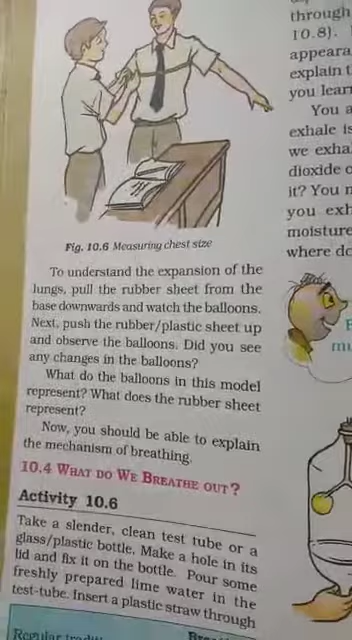 Fig. 10.6 Measuring chest size
To understand the expansion of the
lungs, pull the rubber sheet from the
base downwards and watch the balloons.
Next, push the rubber/plastic sheet up
and observe the balloons. Did you see
any changes in the balloons?
What do the balloons in this model
represent? What does the rubber sheet
represent?
Now, you should be able to explain
the mechanism of breathing.
10.4 WHAT DO WE BREATHE OUT?
Activity 10.6
Take a slender, clean test tube or a
glass/plastic bottle. Make a hole in its
lid and fix it on the bottle. Pour some
freshly prepared lime water in the
test-tube. Insert a plastic straw through
Regular
through
10.8).
explain
you
You
exhale
we
dioxide
it? You
you
moisture
where